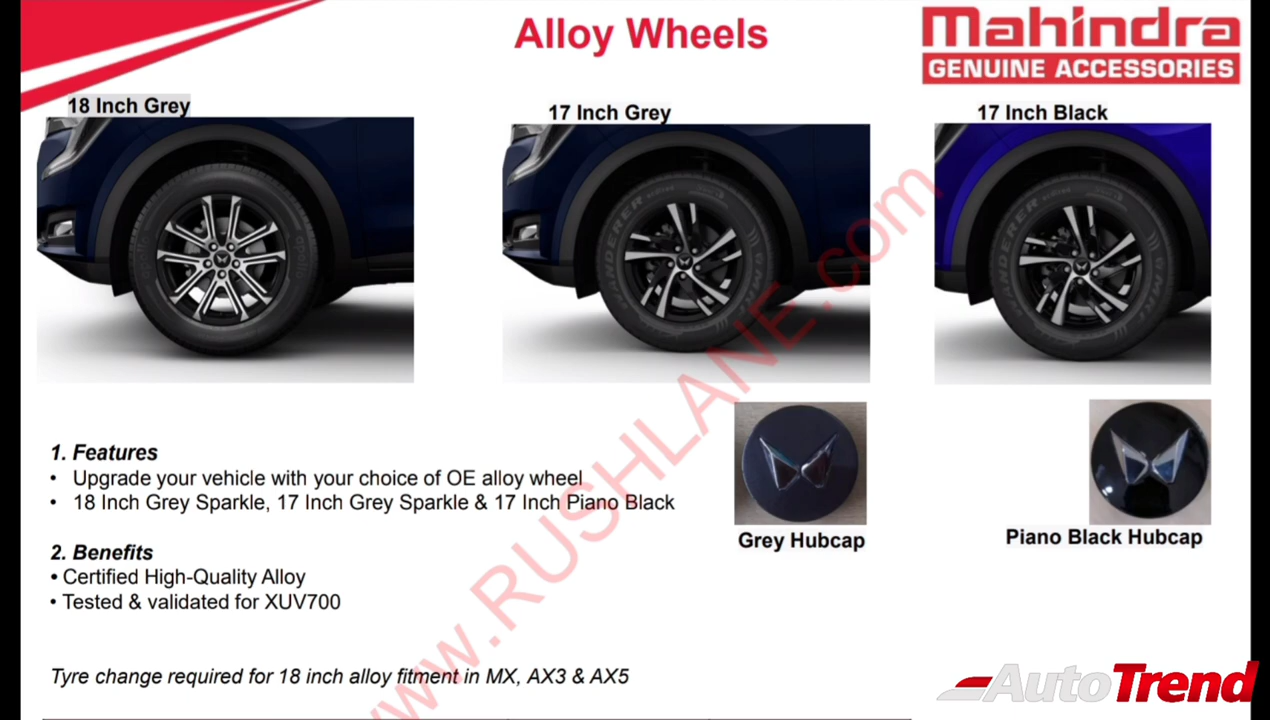 Alloy Wheels
Mahindra
GENUINE ACCESSORIES
18 Inch Grey
17 Inch Grey
17 Inch Black
WANDERER
WANDERER
1. Features
• Upgrade your vehicle with your choice of OE alloy wheel
• 18 Inch Grey Sparkle, 17 Inch Grey Sparkle & 17 Inch Piano Black
Grey Hubcap
Piano Black Hubcap
2. Benefits
• Certified High-Quality Alloy
• Tested & validated for XUV700
Tyre change required for 18 inch alloy fitment in MX, AX3 & AX5
www.RUSHLANE.com
AutoTrend